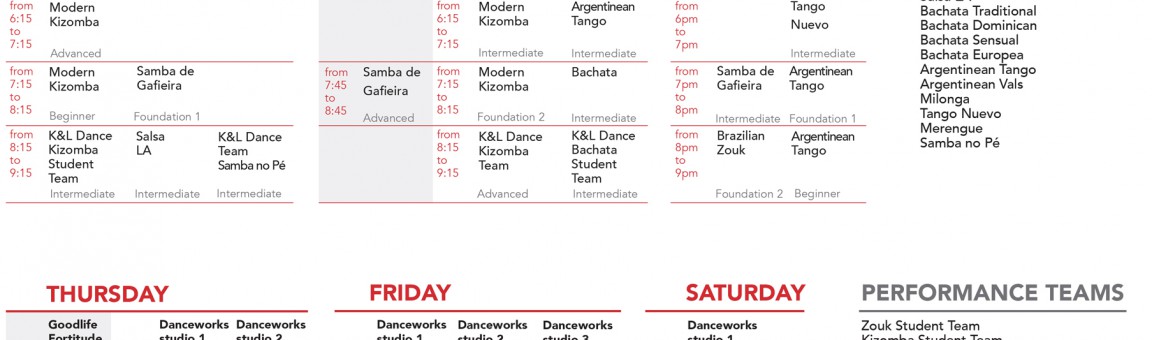 from
6:15
to
7:15
Modern
Kizomba
Advanced
from
7:15
to
8:15
Modern
Kizomba
Beginner
Samba de
Gafieira
Foundation 1
from
8:15
to
9:15
K&L Dance
Kizomba
Student
Team
Intermediate
Salsa
LA
Intermediate
K&L Dance
Team
Samba no Pé
Intermediate
from
6:15
to
7:15
Modern
Kizomba
Intermediate
Argentinean
Tango
Intermediate
from
7:45
to
8:45
Samba de
Gafieira
Advanced
from
7:15
to
8:15
Modern
Kizomba
Foundation 2
Bachata
Intermediate
from
8:15
to
9:15
K&L Dance
Kizomba
Team
Advanced
K&L Dance
Bachata
Student
Team
Intermediate
from
6pm
to
7pm
Tango
Nuevo
Intermediate
from
7pm
to
8pm
Samba de
Gafieira
Intermediate
Argentinean
Tango
Foundation 1
from
8pm
to
9pm
Brazilian
Zouk
Foundation 2
Argentinean
Tango
Beginner
Bachata Traditional
Bachata Dominican
Bachata Sensual
Bachata Europea
Argentinean Tango
Argentinean Vals
Milonga
Tango Nuevo
Merengue
Samba no Pé
THURSDAY
Goodlife
Fortitude
Danceworks
studio 1
Danceworks
studio 2
FRIDAY
Danceworks
studio 1
Danceworks
studio 2
Danceworks
studio 3
SATURDAY
Danceworks
studio 1
PERFORMANCE TEAMS
Zouk Student Team
Kizomba Student Team